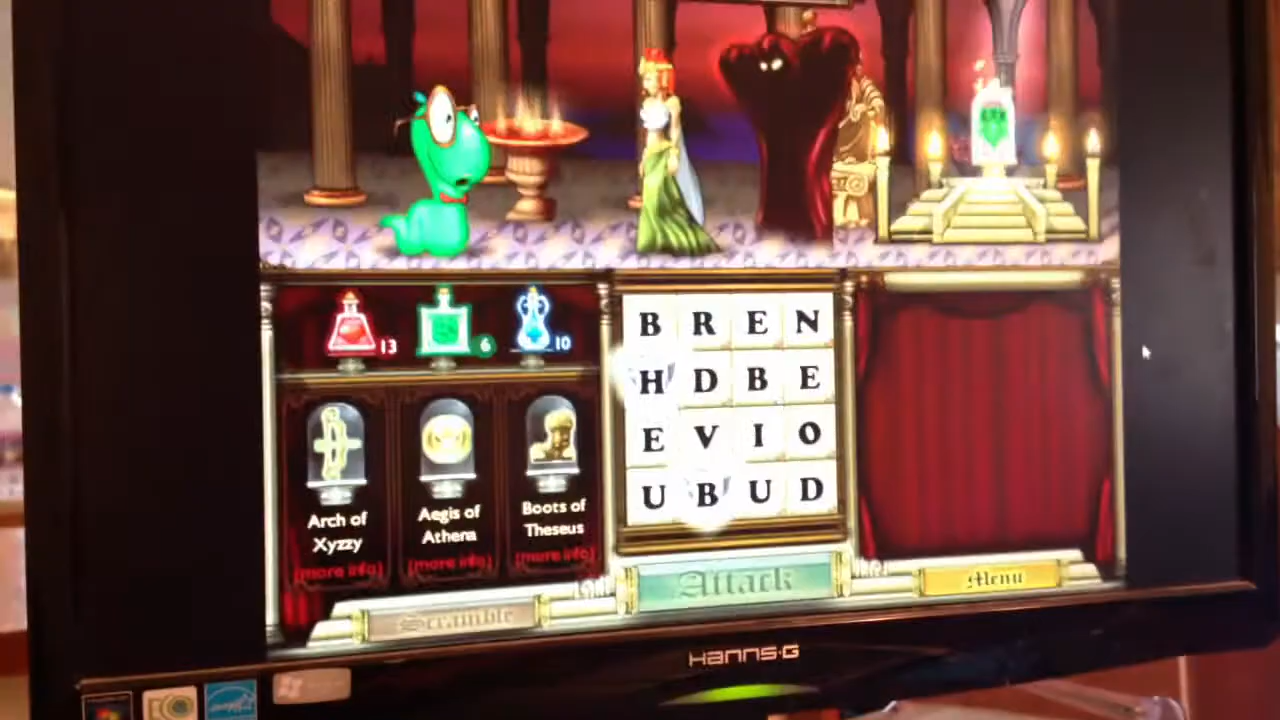 13 6 10
B R E N
H D B E
E V I O
U B U D
Arch of
Xyzzy
(more info)
Aegis of
Athena
(more info)
Boots of
Theseus
(more info)
Scramble
Attack
Menu
HANNS·G